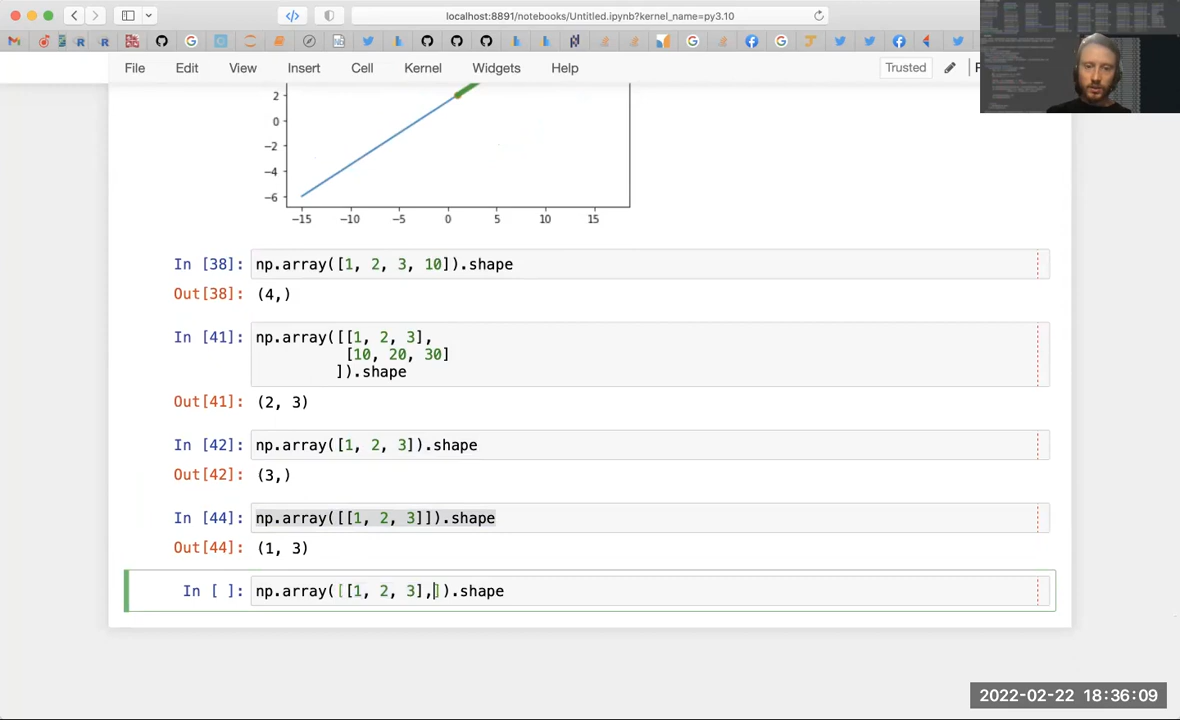 localhost:8891/notebooks/Untitled.ipynb?kernel_name=py3.10
File Edit View Insert Cell Kernel Widgets Help
Trusted
2
0
−2
−4
−6
−15 −10 −5 0 5 10 15
In [38]: np.array([1, 2, 3, 10]).shape
Out[38]: (4,)
In [41]: np.array([[1, 2, 3],
[10, 20, 30]
]).shape
Out[41]: (2, 3)
In [42]: np.array([1, 2, 3]).shape
Out[42]: (3,)
In [44]: np.array([[1, 2, 3]]).shape
Out[44]: (1, 3)
In [ ]: np.array([[1, 2, 3],]).shape
2022-02-22 18:36:09